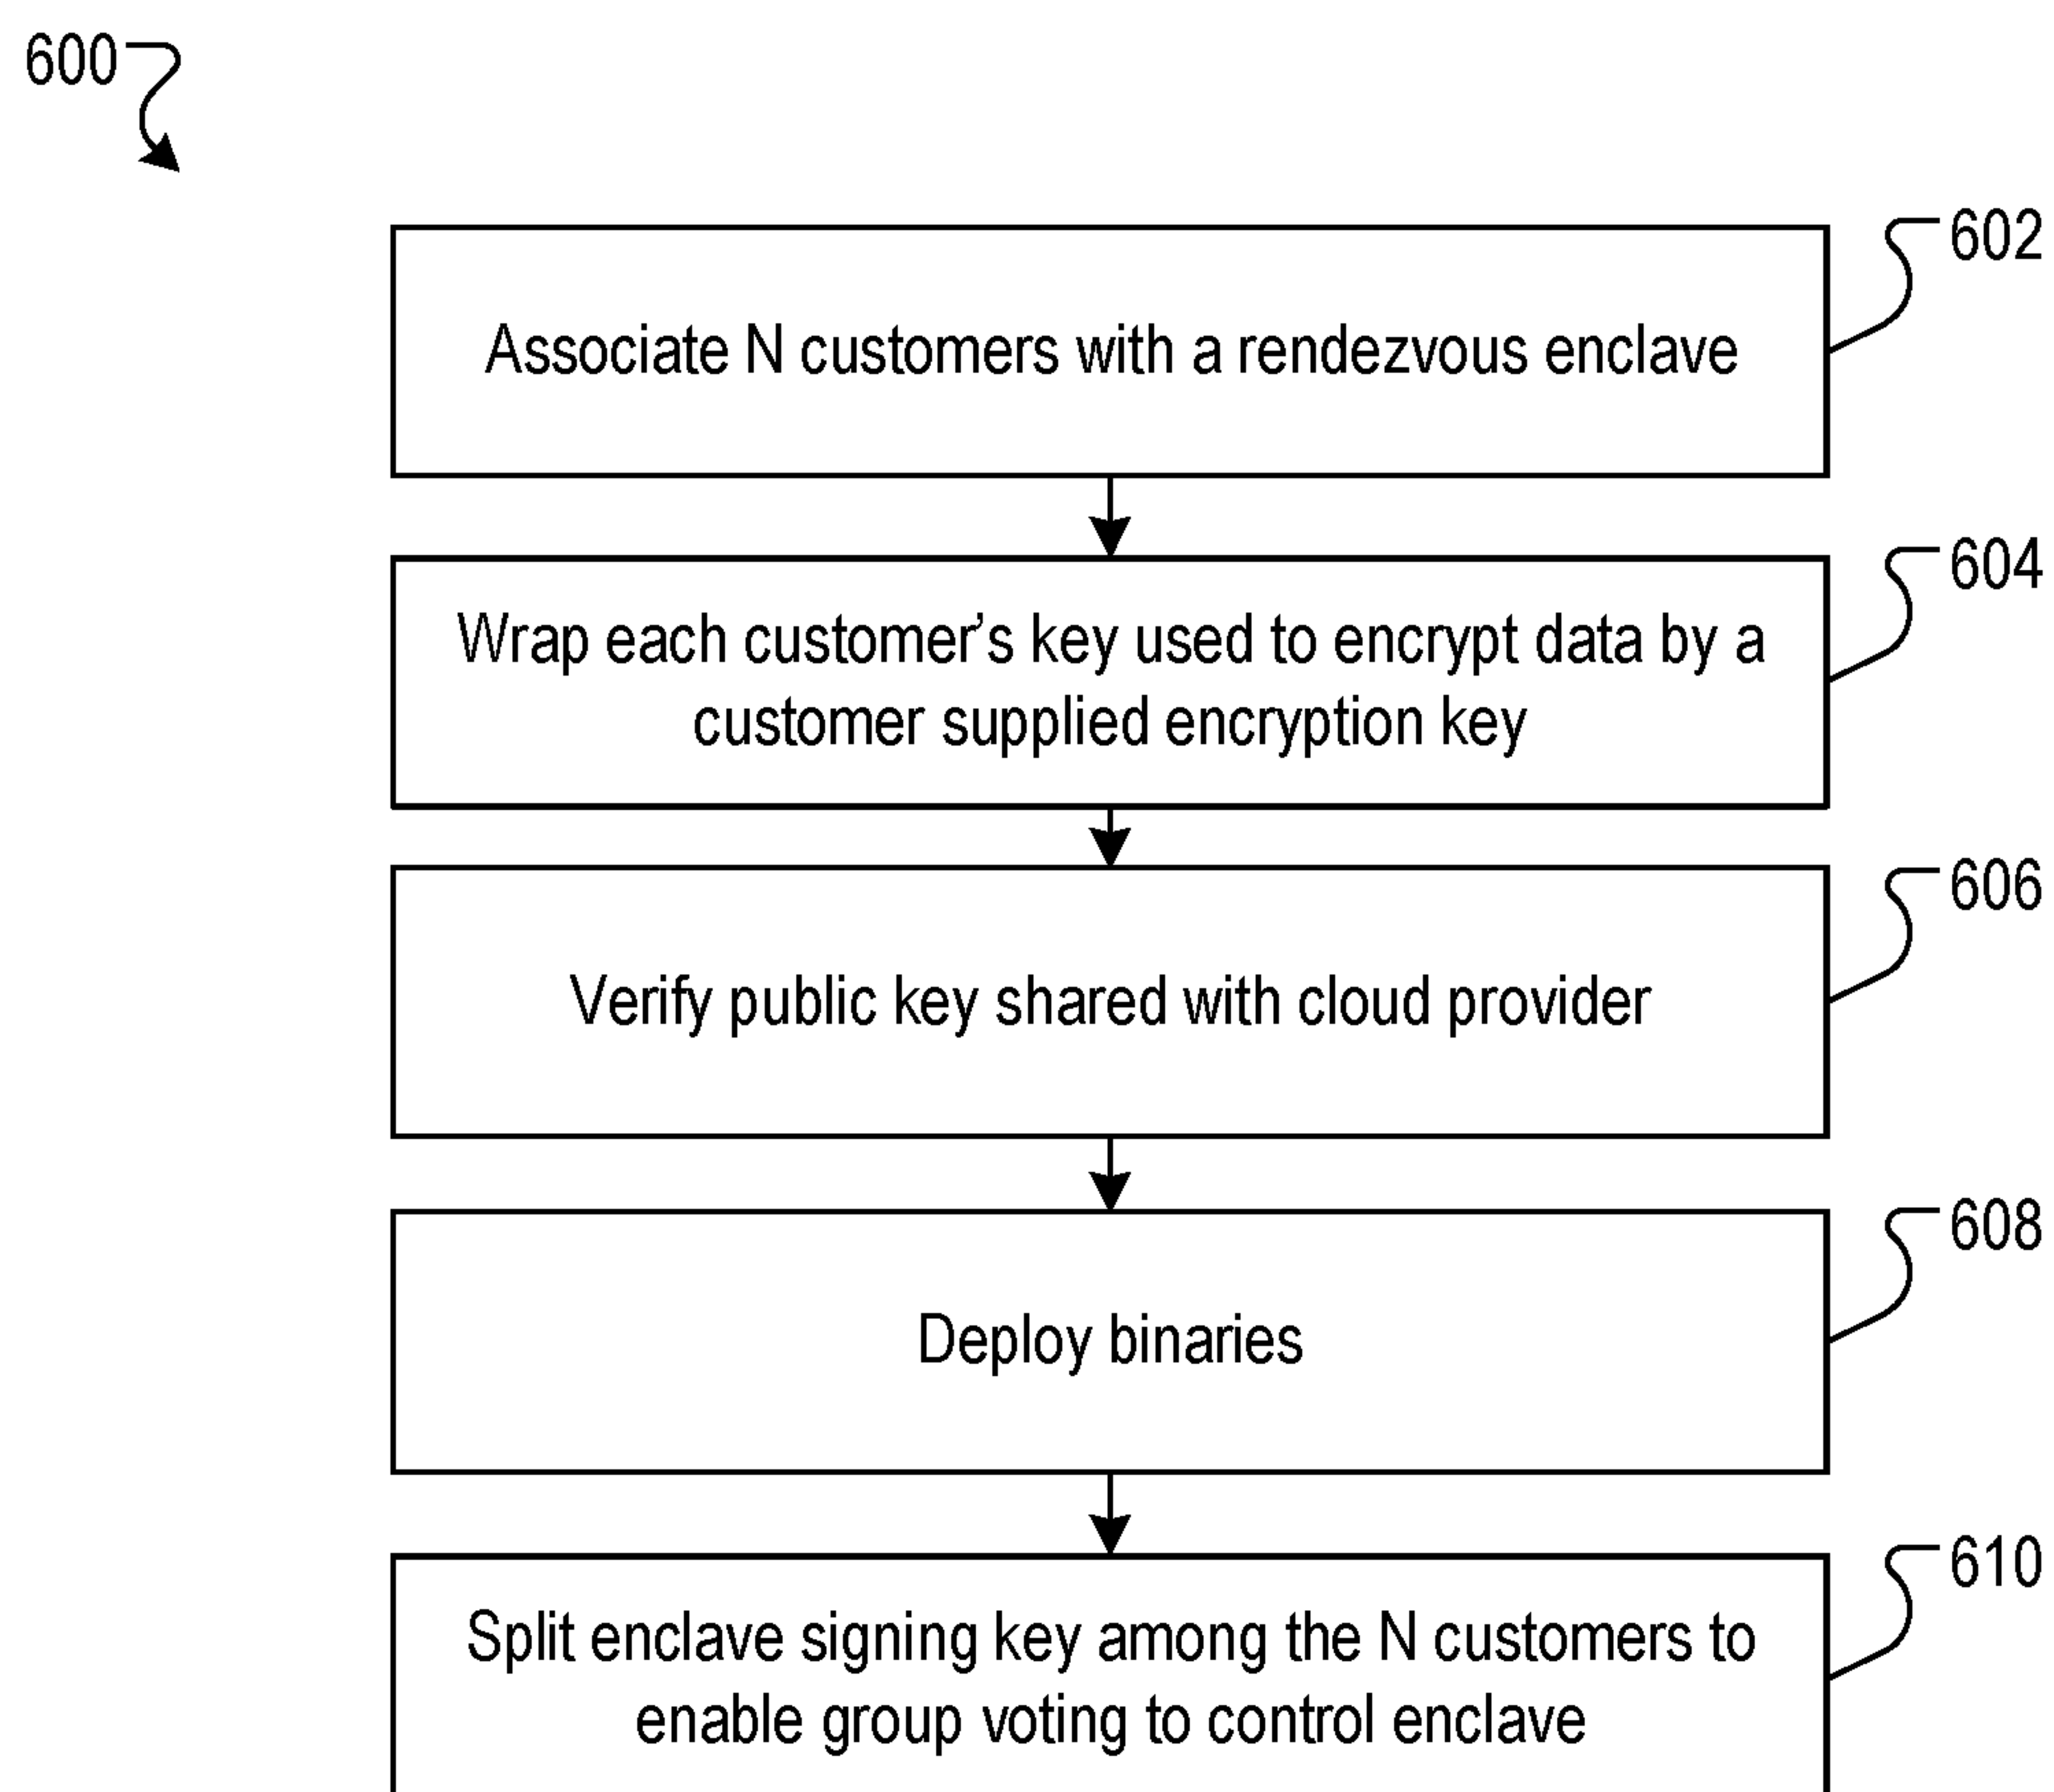 600
602
Associate N customers with a rendezvous enclave
604
Wrap each customer's key used to encrypt data by a
customer supplied encryption key
606
Verify public key shared with cloud provider
608
Deploy binaries
610
Split enclave signing key among the N customers to
enable group voting to control enclave